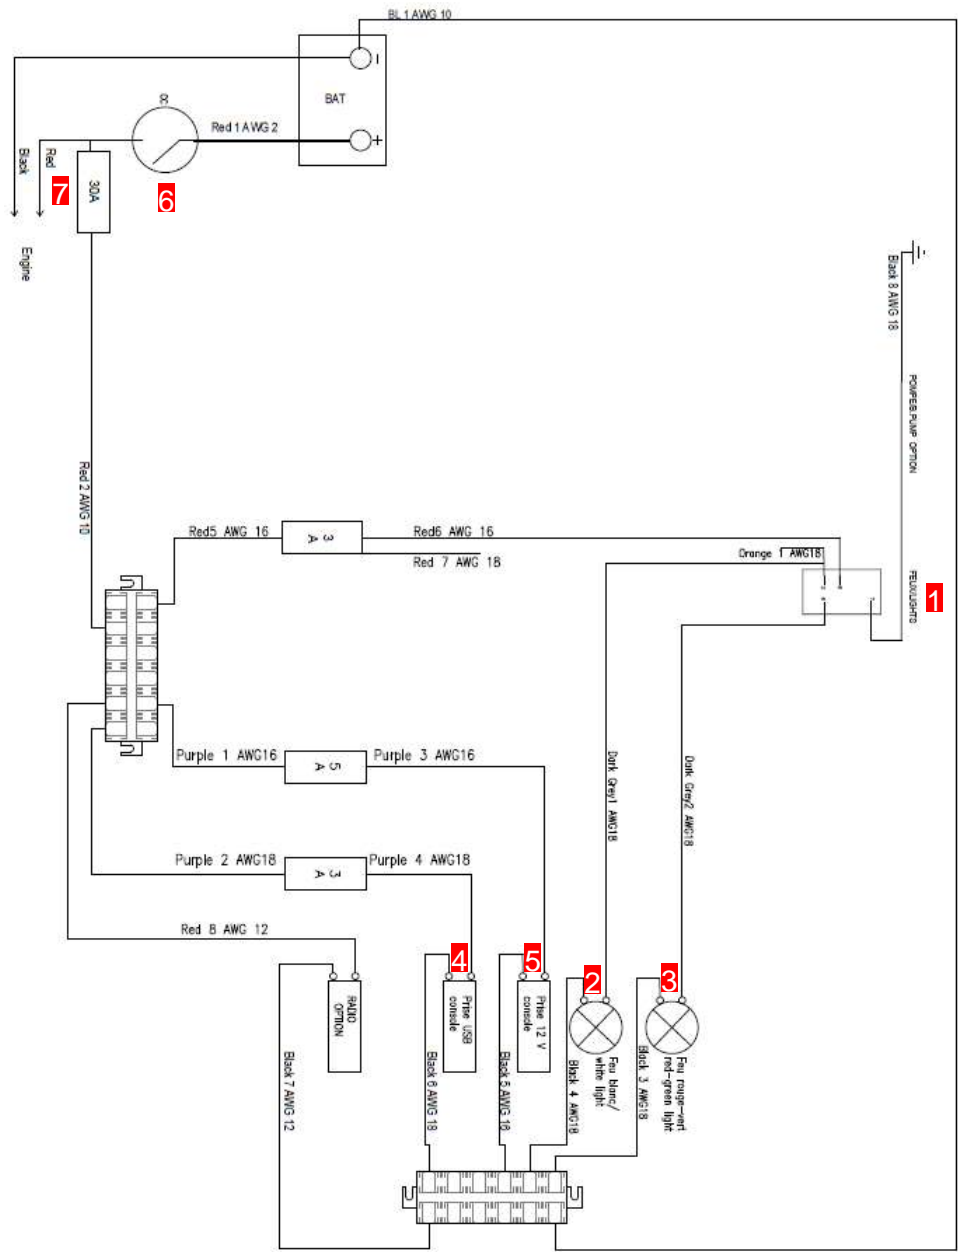 BL 1 AWG 10
BAT
-
+
Red 1 AWG 2
6
7
Red
Black
Engine
30A
Black 8 AWG 18
POMPE/B.PUMP OPTION
FEUX/LIGHTS
1
Red 2 AWG 10
Red5 AWG 16
3
A
Red6 AWG 16
Red 7 AWG 18
Orange 1 AWG18
Purple 1 AWG16
5
A
Purple 3 AWG16
Dark Grey1 AWG18
Dark Grey2 AWG18
Purple 2 AWG18
3
A
Purple 4 AWG18
Red 8 AWG 12
4
5
2
3
RADIO
OPTION
Prise USB
console
Prise 12 V
console
Feu blanc/
white light
Feu rouge-vert
red-green light
Black 7 AWG 12
Black 6 AWG 18
Black 5 AWG 16
Black 4 AWG18
Black 3 AWG18